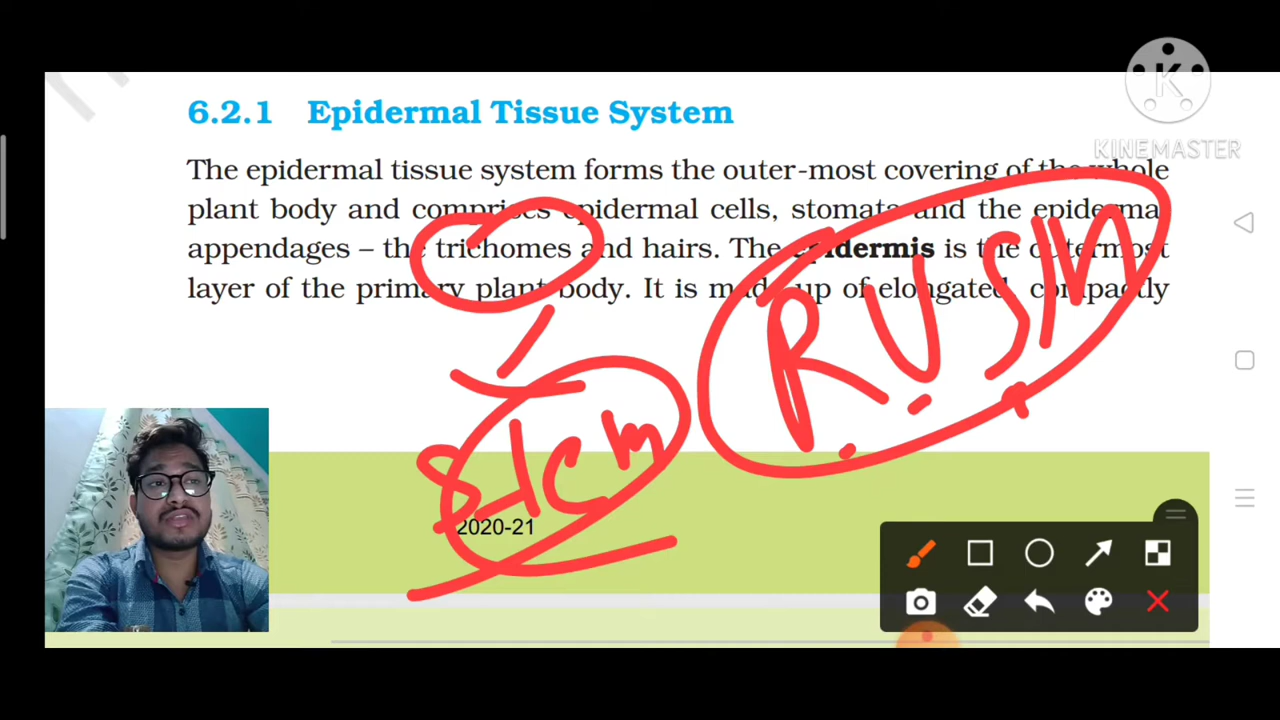 KINEMASTER
6.2.1 Epidermal Tissue System
The epidermal tissue system forms the outer-most covering of the whole
plant body and comprises epidermal cells, stomata and the epidermal
appendages – the trichomes and hairs. The epidermis is the outermost
layer of the primary plant body. It is made up of elongated, compactly
Stem
2020-21